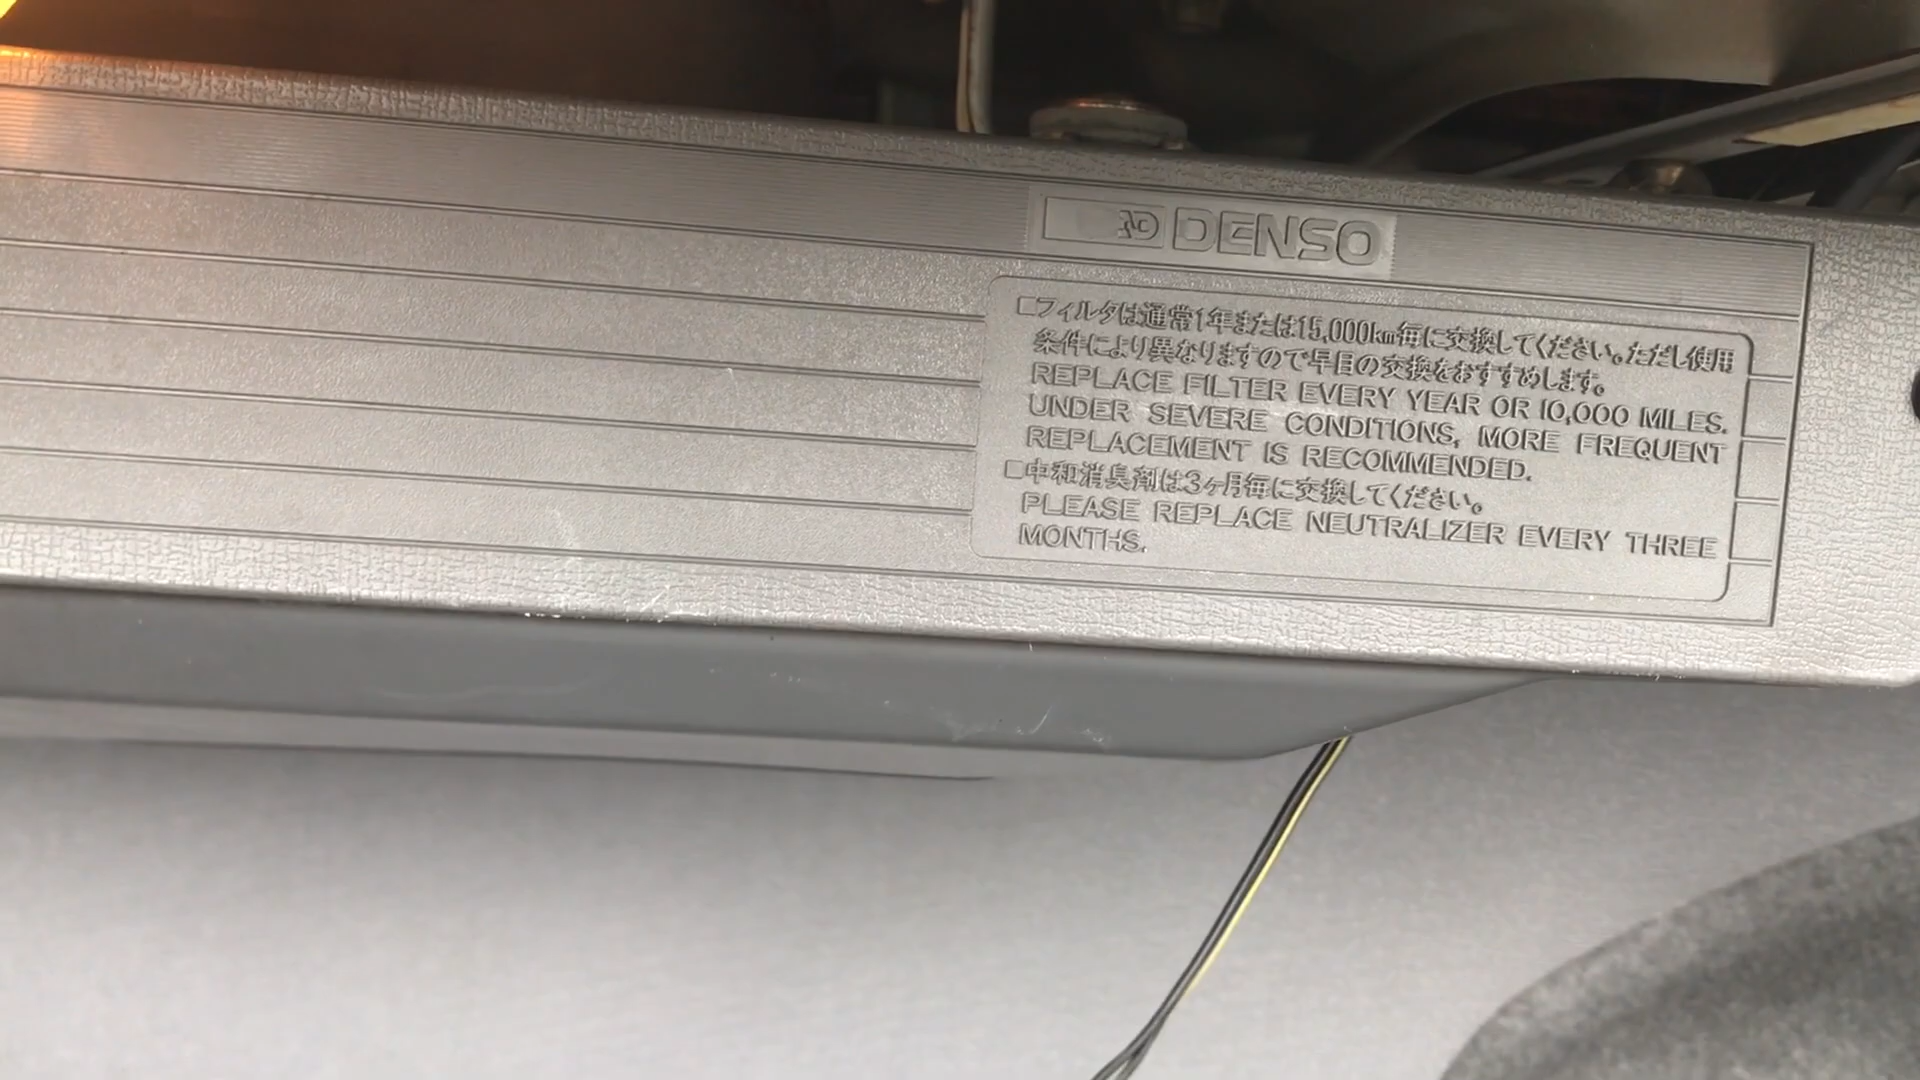 DENSO
□フィルタは通常1年または15,000km毎に交換してください。ただし使用
条件により異なりますので早目の交換をおすすめします。
REPLACE FILTER EVERY YEAR OR 10,000 MILES.
UNDER SEVERE CONDITIONS, MORE FREQUENT
REPLACEMENT IS RECOMMENDED.
□中和消臭剤は3ヶ月毎に交換してください。
PLEASE REPLACE NEUTRALIZER EVERY THREE
MONTHS.